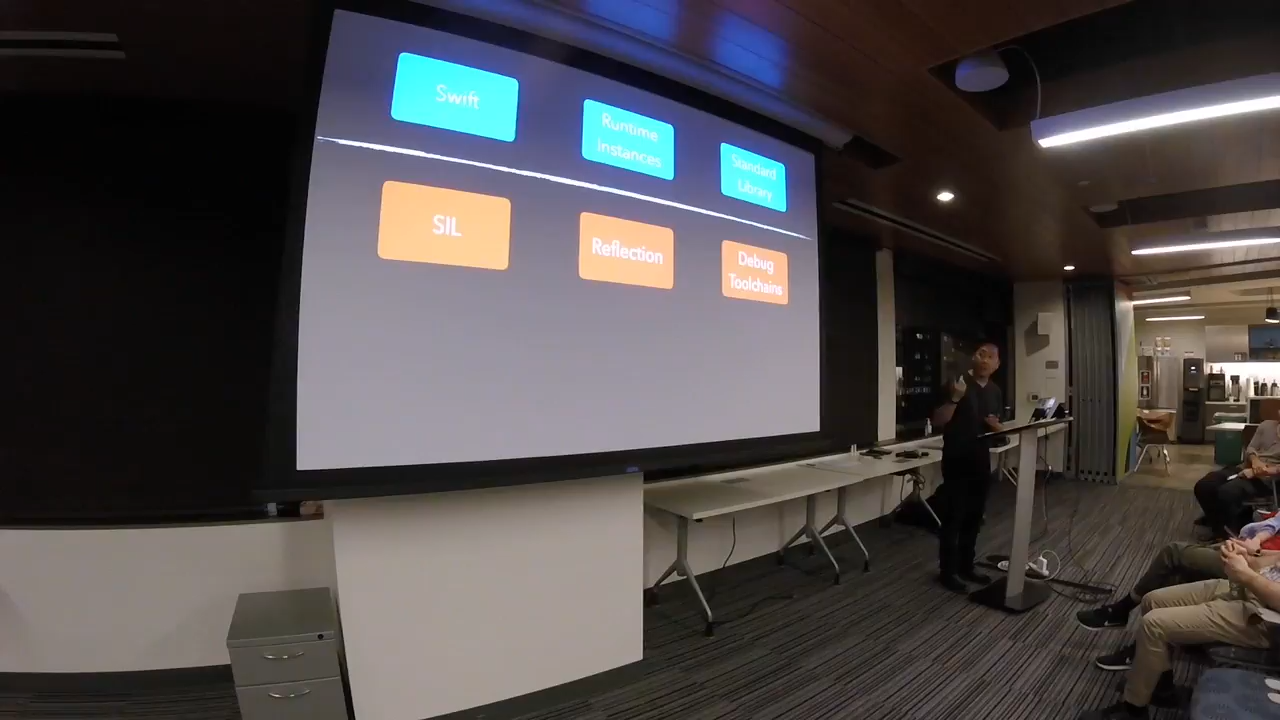 Swift
Runtime
Instances
Standard
Library
SIL
Reflection
Debug
Toolchains